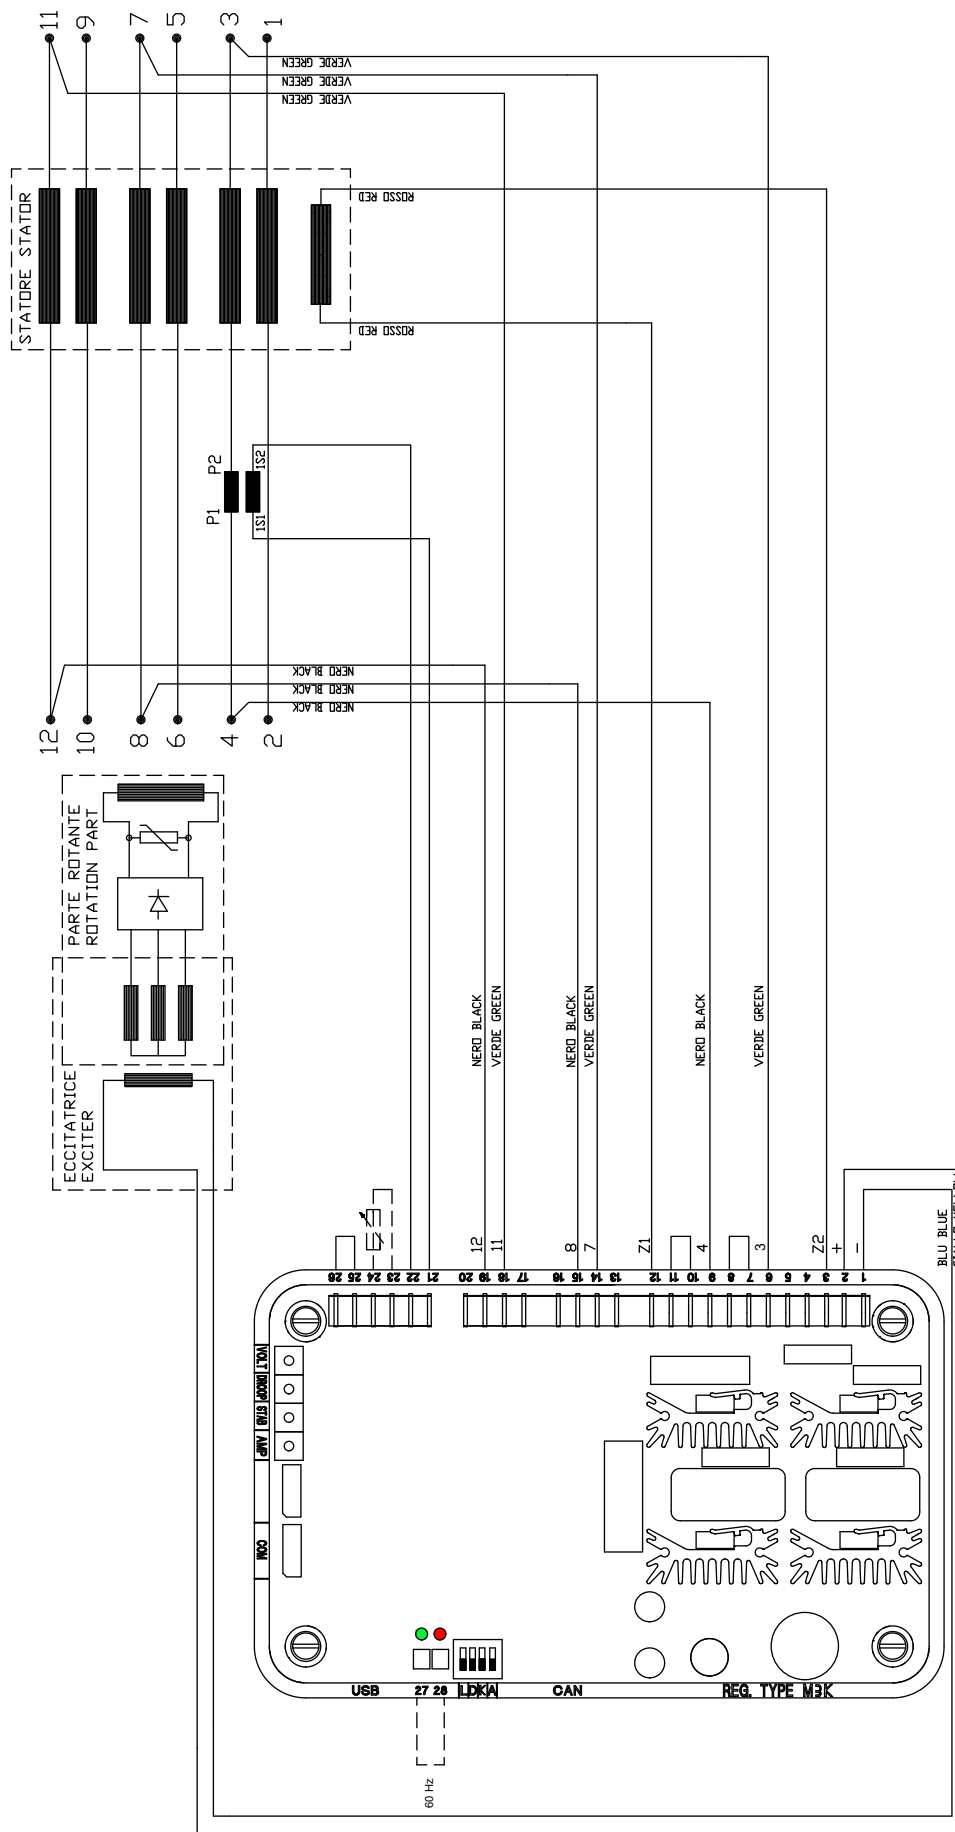 11
9
7
5
3
1
VERDE GREEN
VERDE GREEN
VERDE GREEN
STATORE STATOR
ROSSO RED
ROSSO RED
P1
P2
1S1
1S2
NERO BLACK
NERO BLACK
NERO BLACK
12
10
8
6
4
2
PARTE ROTANTE
ROTATION PART
ECCITATRICE
EXCITER
NERO BLACK
VERDE GREEN
NERO BLACK
VERDE GREEN
NERO BLACK
VERDE GREEN
12
11
8
7
Z1
4
3
Z2
+
-
BLU BLUE
26
25
24
23
22
21
20
19
18
17
16
15
14
13
12
11
10
9
8
7
6
5
4
3
2
1
VOLT
DROOP
STAB
AMP
COM
USB
27 28
LDKA
CAN
REG. TYPE M3K
60 Hz